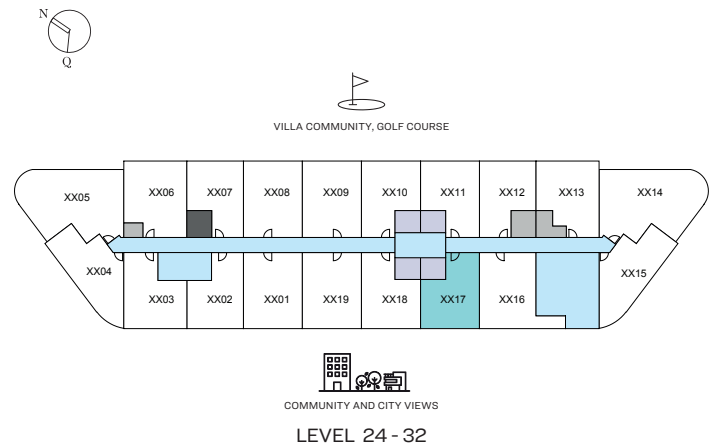 N
Q
VILLA COMMUNITY, GOLF COURSE
XX05 XX06 XX07 XX08 XX09 XX10 XX11 XX12 XX13 XX14
XX04 XX03 XX02 XX01 XX19 XX18 XX17 XX16 XX15
COMMUNITY AND CITY VIEWS
LEVEL 24 - 32